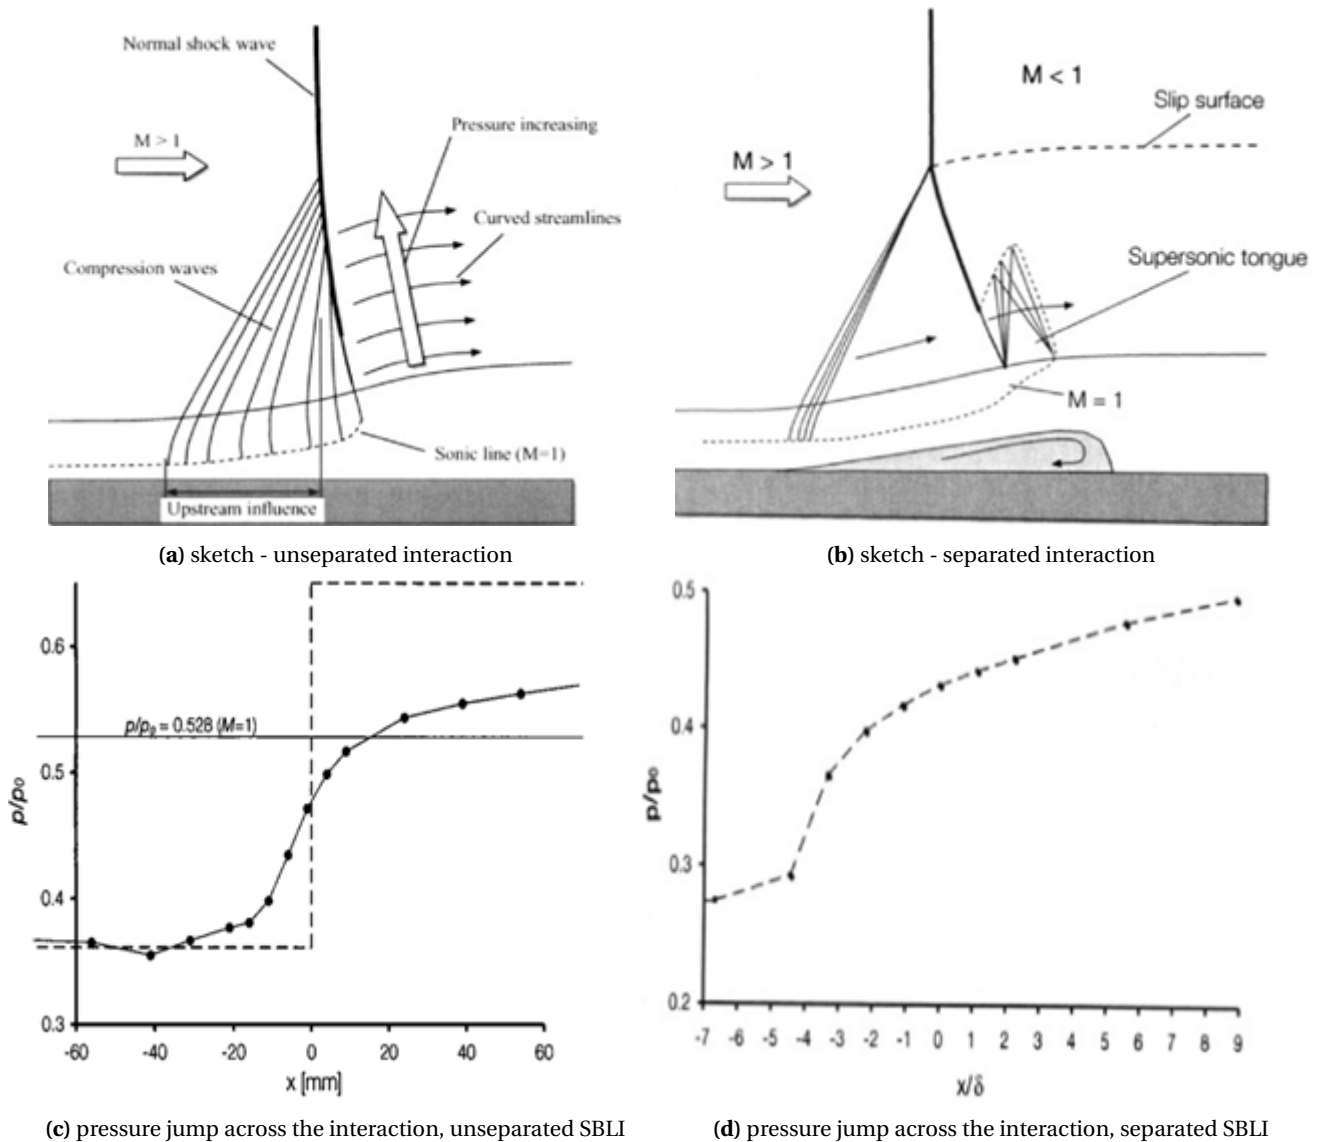 Normal shock wave
M > 1
Pressure increasing
Curved streamlines
Compression waves
Sonic line (M=1)
Upstream influence
(a) sketch - unseparated interaction
M < 1
Slip surface
M > 1
Supersonic tongue
M = 1
(b) sketch - separated interaction
0.6
p/p₀ = 0.528 (M=1)
0.5
p/p₀
0.4
0.3
-60 -40 -20 0 20 40 60
x [mm]
(c) pressure jump across the interaction, unseparated SBLI
0.5
0.4
p/p₀
0.3
0.2
-7 -6 -5 -4 -3 -2 -1 0 1 2 3 4 5 6 7 8 9
x/δ
(d) pressure jump across the interaction, separated SBLI